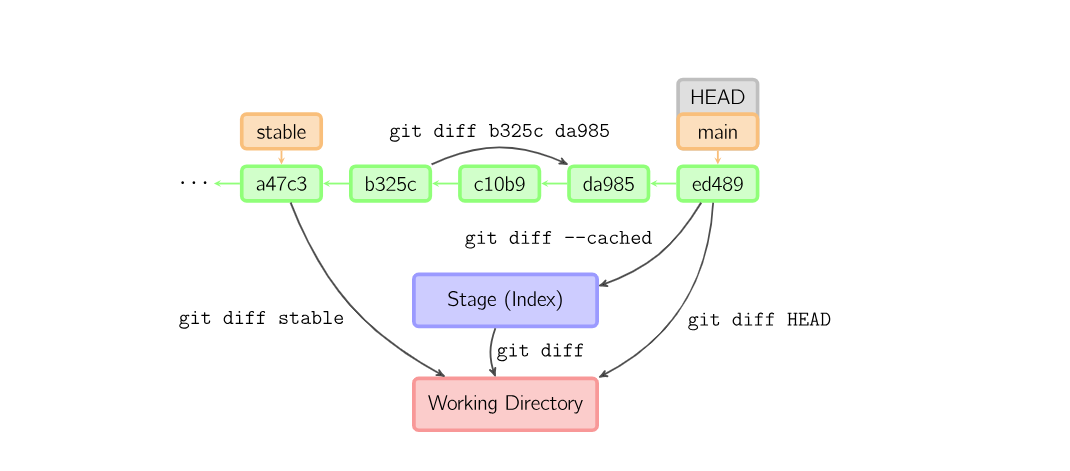 HEAD
stable
git diff b325c da985
main
... a47c3 b325c c10b9 da985 ed489
git diff --cached
Stage (Index)
git diff stable
git diff HEAD
git diff
Working Directory